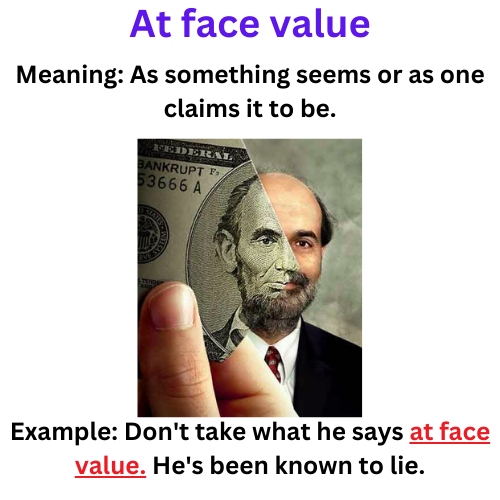 At face value
Meaning: As something seems or as one
claims it to be.
FEDERAL
BANKRUPT
53666 A
Example: Don't take what he says at face
value. He's been known to lie.